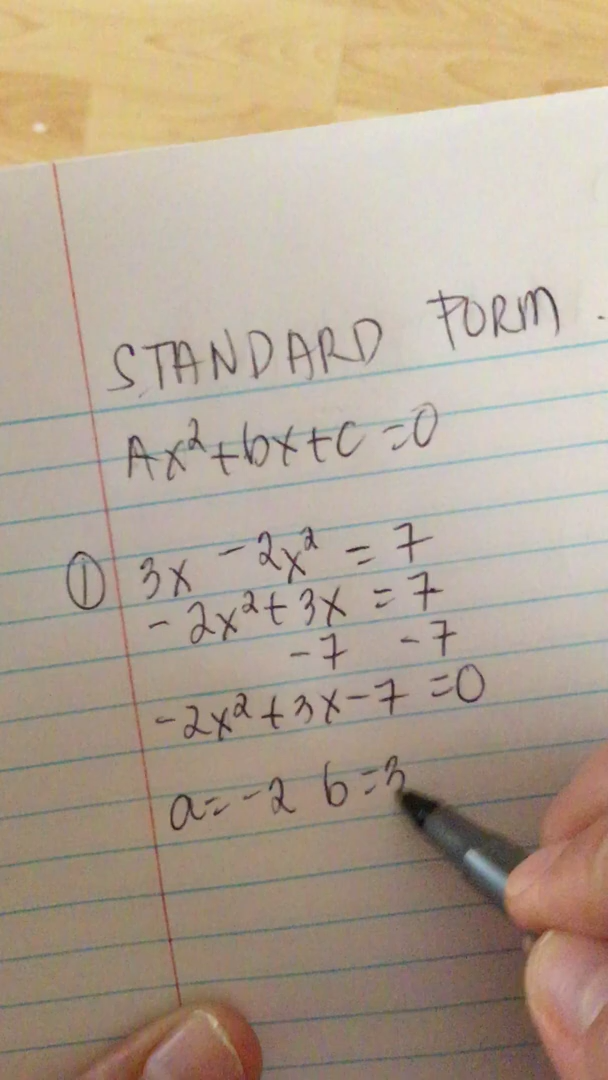 STANDARD FORM.
Ax²+bx+c=0
① 3x - 2x² = 7
- 2x²+3x = 7
-7 -7
-2x²+3x-7=0
a=-2 b=3